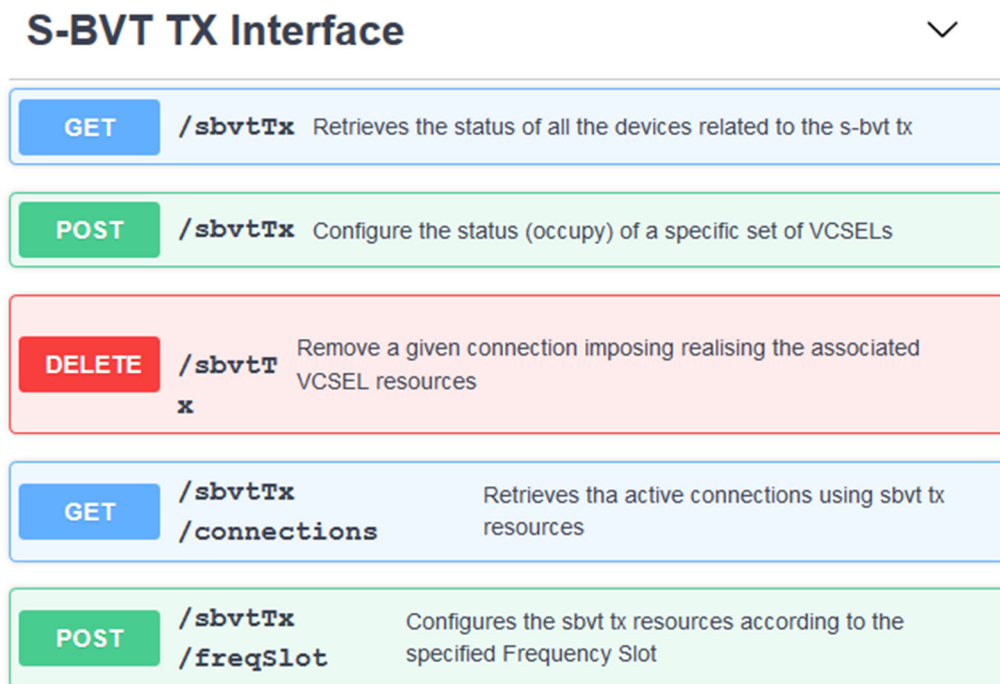 S-BVT TX Interface
GET /sbvtTx Retrieves the status of all the devices related to the s-bvt tx
POST /sbvtTx Configure the status (occupy) of a specific set of VCSELs
DELETE /sbvtT
x
Remove a given connection imposing realising the associated
VCSEL resources
GET /sbvtTx
/connections
Retrieves tha active connections using sbvt tx
resources
POST /sbvtTx
/freqSlot
Configures the sbvt tx resources according to the
specified Frequency Slot